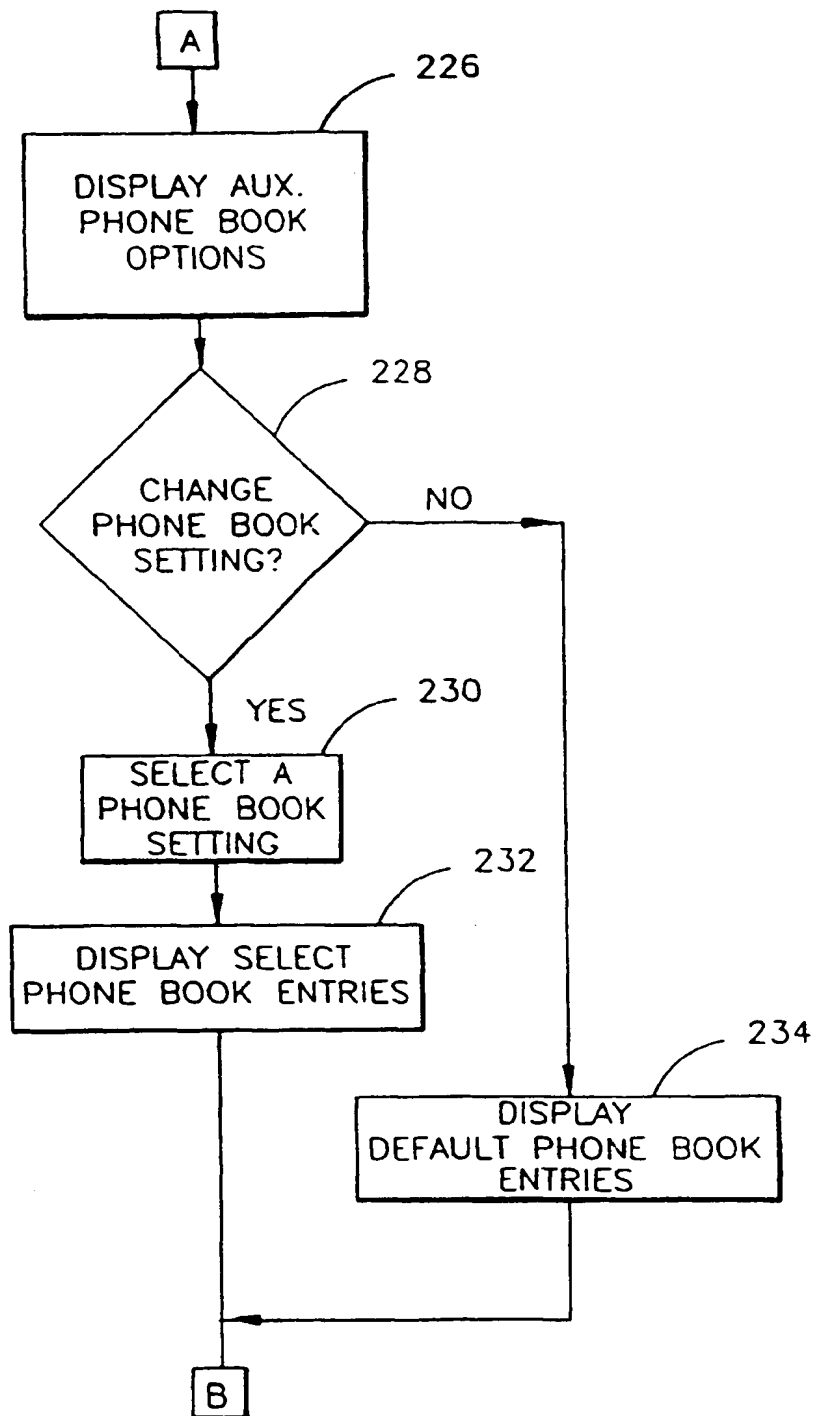 A
226
DISPLAY AUX.
PHONE BOOK
OPTIONS
228
CHANGE
PHONE BOOK
SETTING?
NO
YES
230
SELECT A
PHONE BOOK
SETTING
232
DISPLAY SELECT
PHONE BOOK ENTRIES
234
DISPLAY
DEFAULT PHONE BOOK
ENTRIES
B